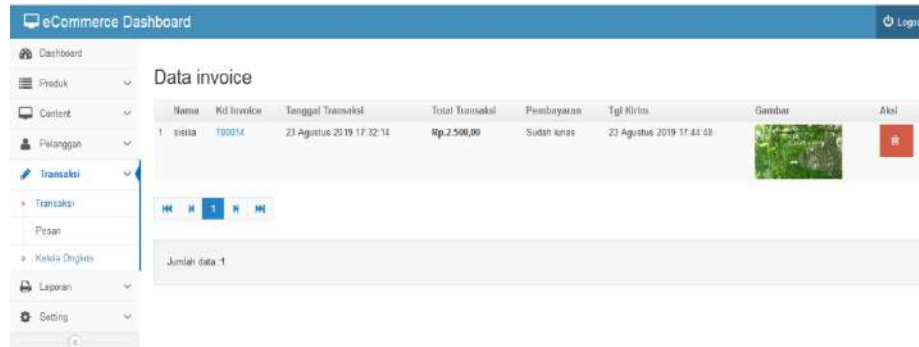 eCommerce Dashboard
Logou
Dashboard
Produk
Content
Pelanggan
Transaksi
Transaksi
Pesan
Kelola Ongkos
Laporan
Setting
Data invoice
Nama Kd Invoice Tanggal Transaksi Total Transaksi Pembayaran Tgl Kirim Gambar Aksi
1 sisilia T00014 23 Agustus 2019 17:32:14 Rp.2.500,00 Sudah lunas 23 Agustus 2019 17:44:48
1
Jumlah data :1